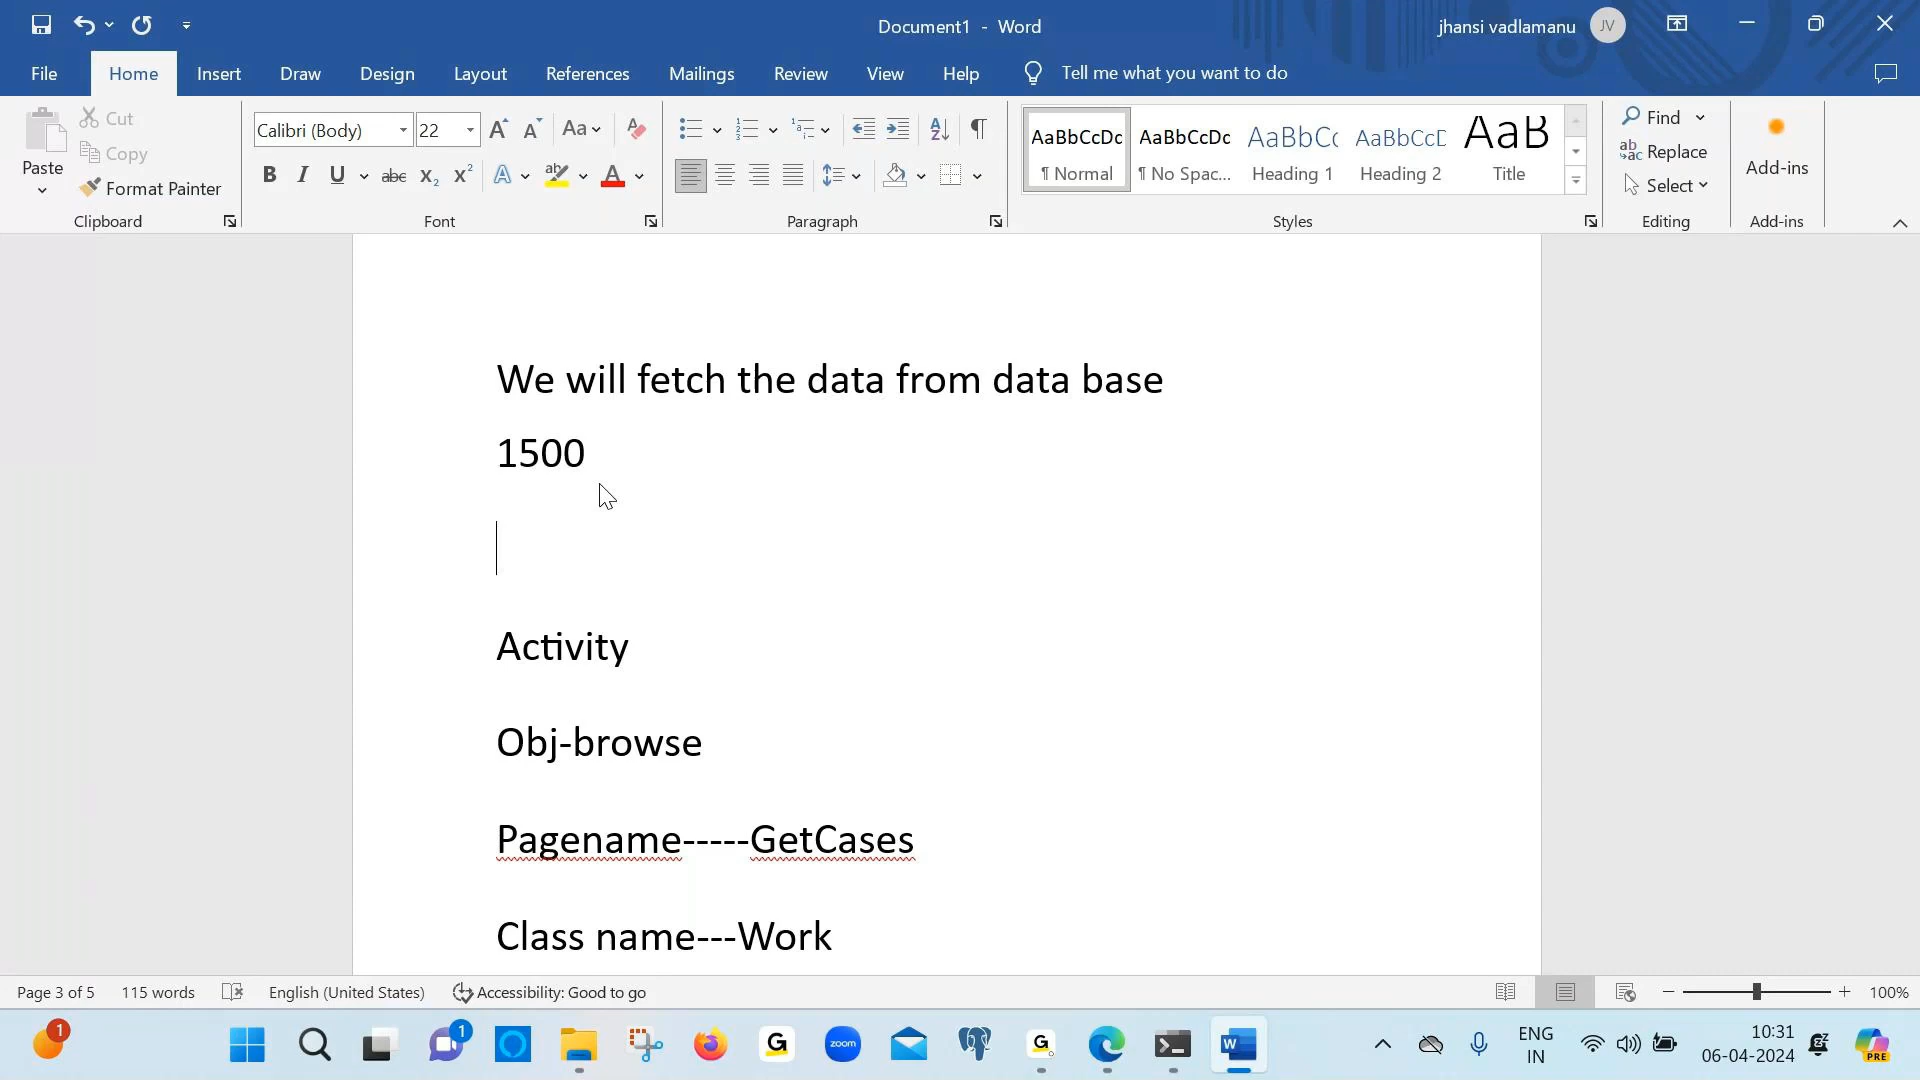 Document1 - Word
jhansi vadlamanu
JV
File
Home
Insert
Draw
Design
Layout
References
Mailings
Review
View
Help
Tell me what you want to do
Paste
Cut
Copy
Format Painter
Clipboard
Calibri (Body)
22
Font
Paragraph
AaBbCcDc
¶ Normal
AaBbCcDc
¶ No Spac...
AaBbCc
Heading 1
AaBbCcD
Heading 2
AaB
Title
Styles
Find
Replace
Select
Editing
Add-ins
Add-ins
We will fetch the data from data base
1500
Activity
Obj-browse
Pagename-----GetCases
Class name---Work
Page 3 of 5
115 words
English (United States)
Accessibility: Good to go
100%
1
1
zoom
ENG
IN
10:31
06-04-2024
PRE